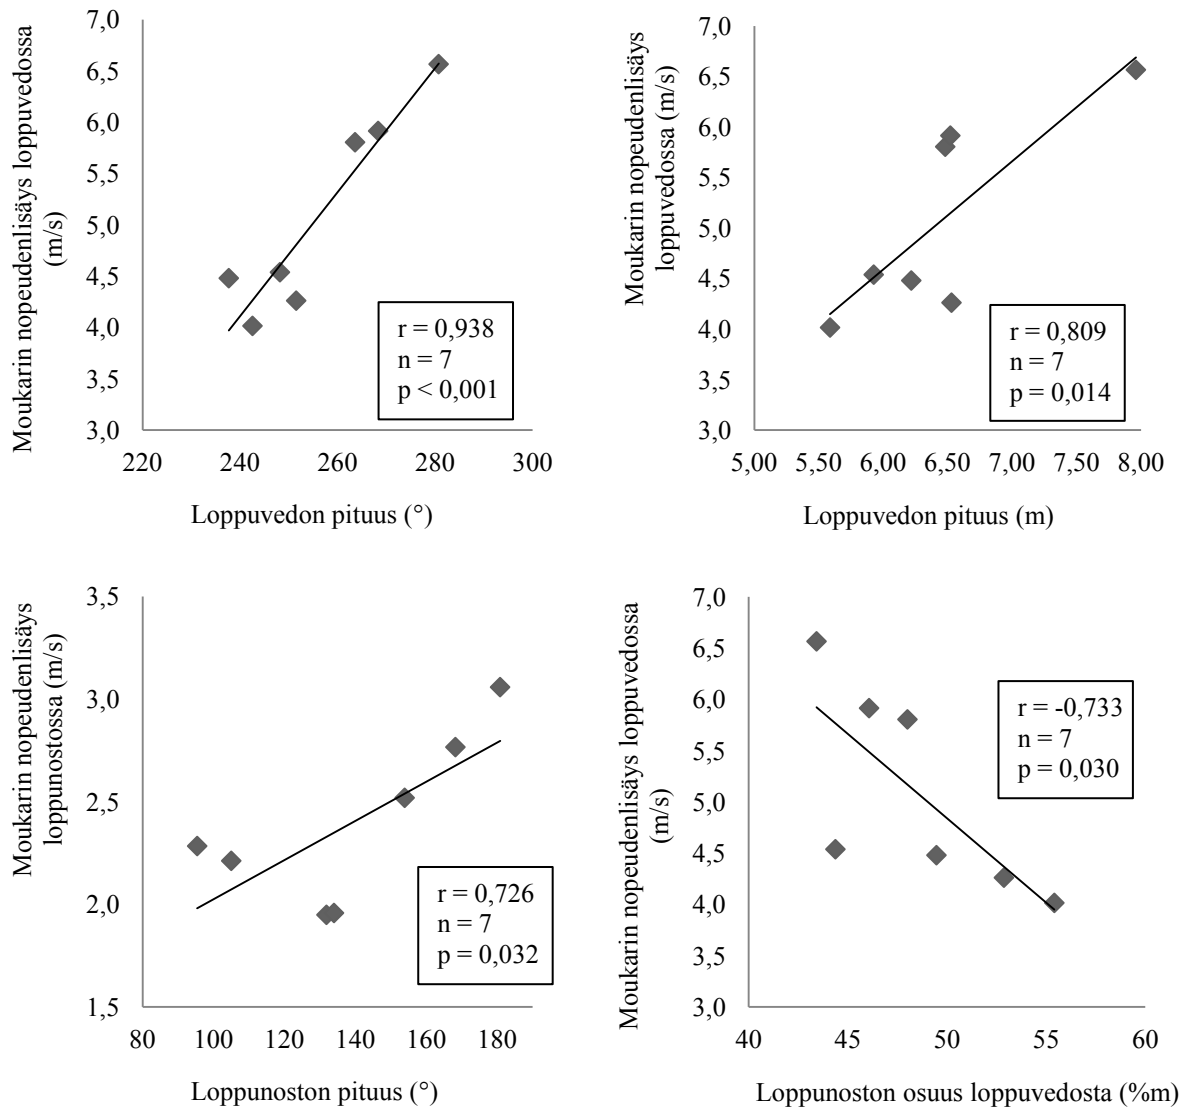 Moukarin nopeudenlisäys loppuvedossa
(m/s)
7,0
6,5
6,0
5,5
5,0
4,5
4,0
3,5
3,0
220
240
260
280
300
Loppuvedon pituus (°)
r = 0,938
n = 7
p < 0,001
Moukarin nopeudenlisäys
loppuvedossa (m/s)
7,0
6,5
6,0
5,5
5,0
4,5
4,0
3,5
3,0
5,00
5,50
6,00
6,50
7,00
7,50
8,00
Loppuvedon pituus (m)
r = 0,809
n = 7
p = 0,014
Moukarin nopeudenlisäys
loppunostossa (m/s)
3,5
3,0
2,5
2,0
1,5
80
100
120
140
160
180
Loppunoston pituus (°)
r = 0,726
n = 7
p = 0,032
Moukarin nopeudenlisäys loppuvedossa
(m/s)
7,0
6,5
6,0
5,5
5,0
4,5
4,0
3,5
3,0
40
45
50
55
60
Loppunoston osuus loppuvedosta (%m)
r = -0,733
n = 7
p = 0,030